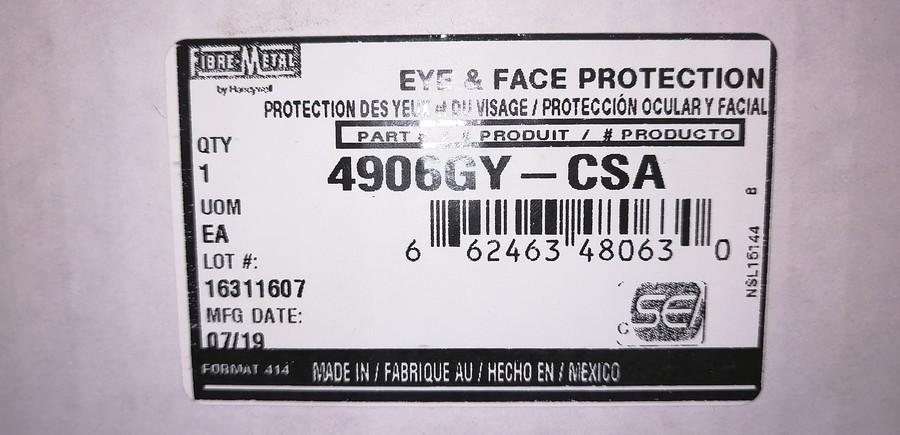 FIBRE-METAL
by Honeywell
EYE & FACE PROTECTION
PROTECTION DES YEUX et DU VISAGE / PROTECCIÓN OCULAR Y FACIAL
PART # / # PRODUIT / # PRODUCTO
4906GY-CSA
QTY
1
UOM
EA
LOT #:
16311607
MFG DATE:
07/19
6 62463 48063 0
NSL15144 B
C SEI
FORMAT 414
MADE IN / FABRIQUE AU / HECHO EN / MEXICO